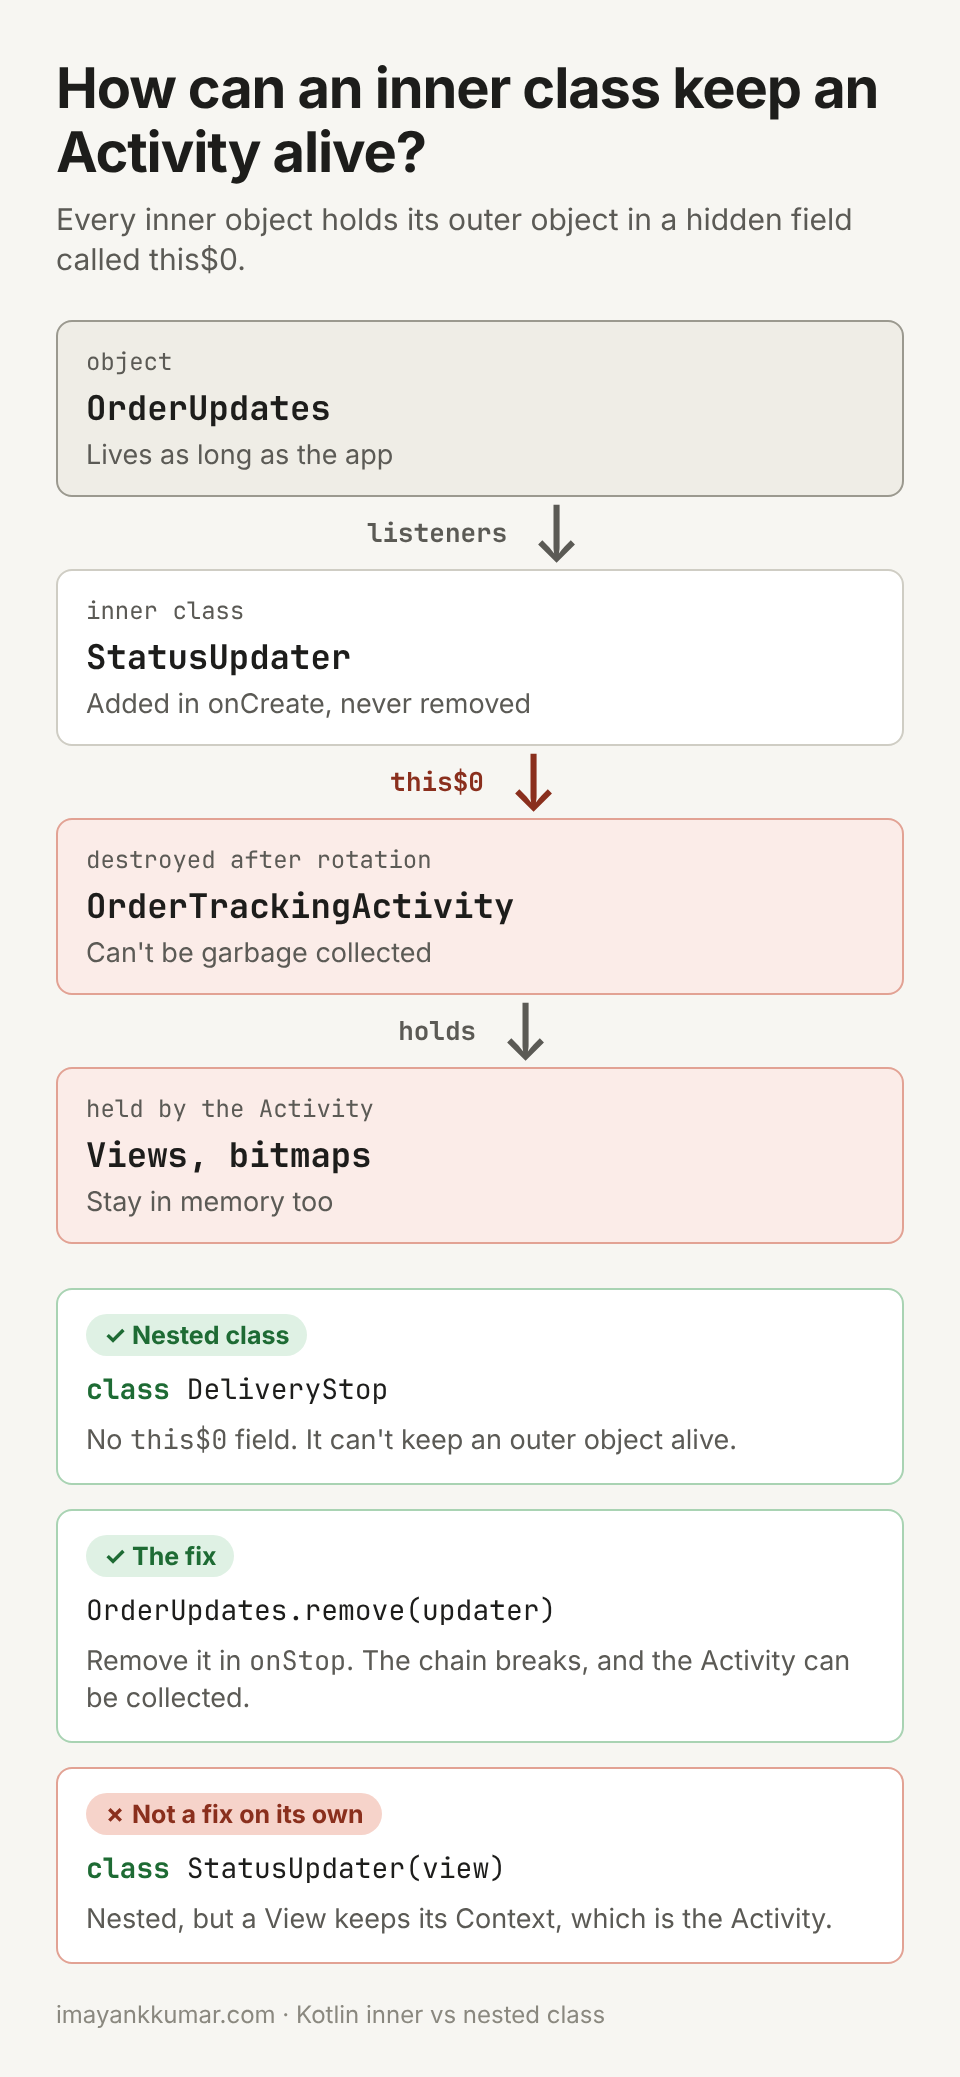 How can an inner class keep an
Activity alive?
Every inner object holds its outer object in a hidden field
called this$0.
object
OrderUpdates
Lives as long as the app
listeners
inner class
StatusUpdater
Added in onCreate, never removed
this$0
destroyed after rotation
OrderTrackingActivity
Can't be garbage collected
holds
held by the Activity
Views, bitmaps
Stay in memory too
✓ Nested class
class DeliveryStop
No this$0 field. It can't keep an outer object alive.
✓ The fix
OrderUpdates.remove(updater)
Remove it in onStop. The chain breaks, and the Activity can
be collected.
× Not a fix on its own
class StatusUpdater(view)
Nested, but a View keeps its Context, which is the Activity.
imayankkumar.com · Kotlin inner vs nested class